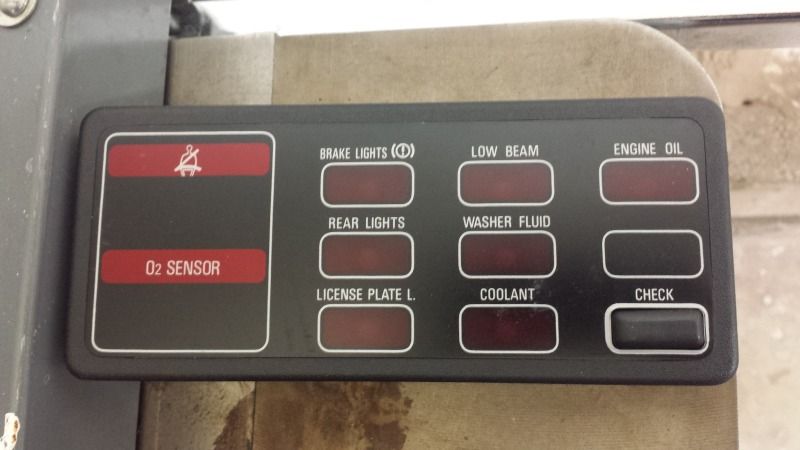 BRAKE LIGHTS (!)
LOW BEAM
ENGINE OIL
REAR LIGHTS
WASHER FLUID
O2 SENSOR
LICENSE PLATE L.
COOLANT
CHECK